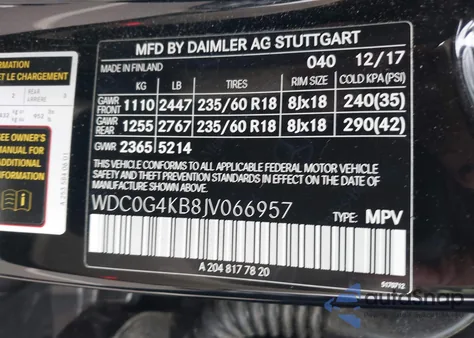 MFD BY DAIMLER AG STUTTGART
MADE IN FINLAND 040 12/17
KG LB TIRES RIM SIZE COLD KPA (PSI)
GAWR FRONT 1110 2447 235/60 R18 8Jx18 240(35)
GAWR REAR 1255 2767 235/60 R18 8Jx18 290(42)
GVWR 2365 5214
THIS VEHICLE CONFORMS TO ALL APPLICABLE FEDERAL MOTOR VEHICLE
SAFETY AND THEFT PREVENTION STANDARDS IN EFFECT ON THE DATE
OF MANUFACTURE SHOWN ABOVE.
WDC0G4KB8JV066957 TYPE: MPV
A 204 817 78 20
FORMATION
ET LE CHARGEMENT
SEE OWNER'S
MANUAL FOR
ADDITIONAL
INFORMATION
autoshop